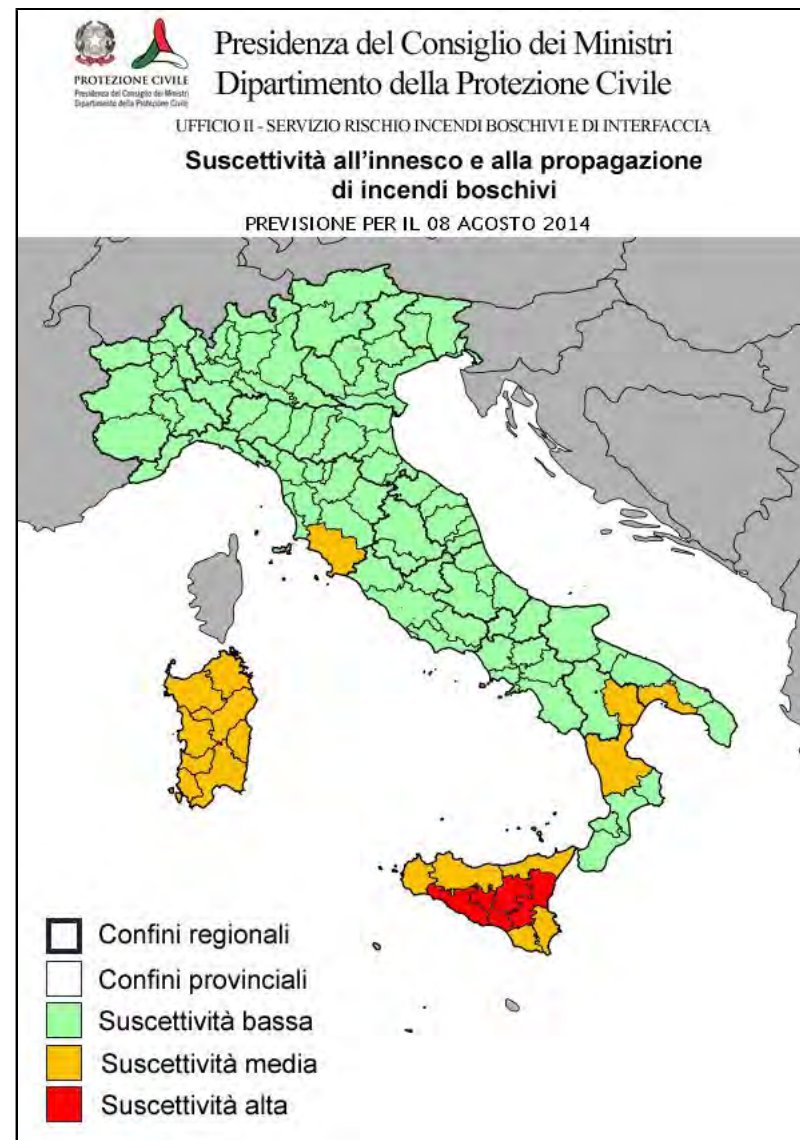 Presidenza del Consiglio dei Ministri
Dipartimento della Protezione Civile
PROTEZIONE CIVILE
Presidenza del Consiglio dei Ministri
Dipartimento della Protezione Civile
UFFICIO II - SERVIZIO RISCHIO INCENDI BOSCHIVI E DI INTERFACCIA
Suscettività all'innesco e alla propagazione
di incendi boschivi
PREVISIONE PER IL 08 AGOSTO 2014
Confini regionali
Confini provinciali
Suscettività bassa
Suscettività media
Suscettività alta